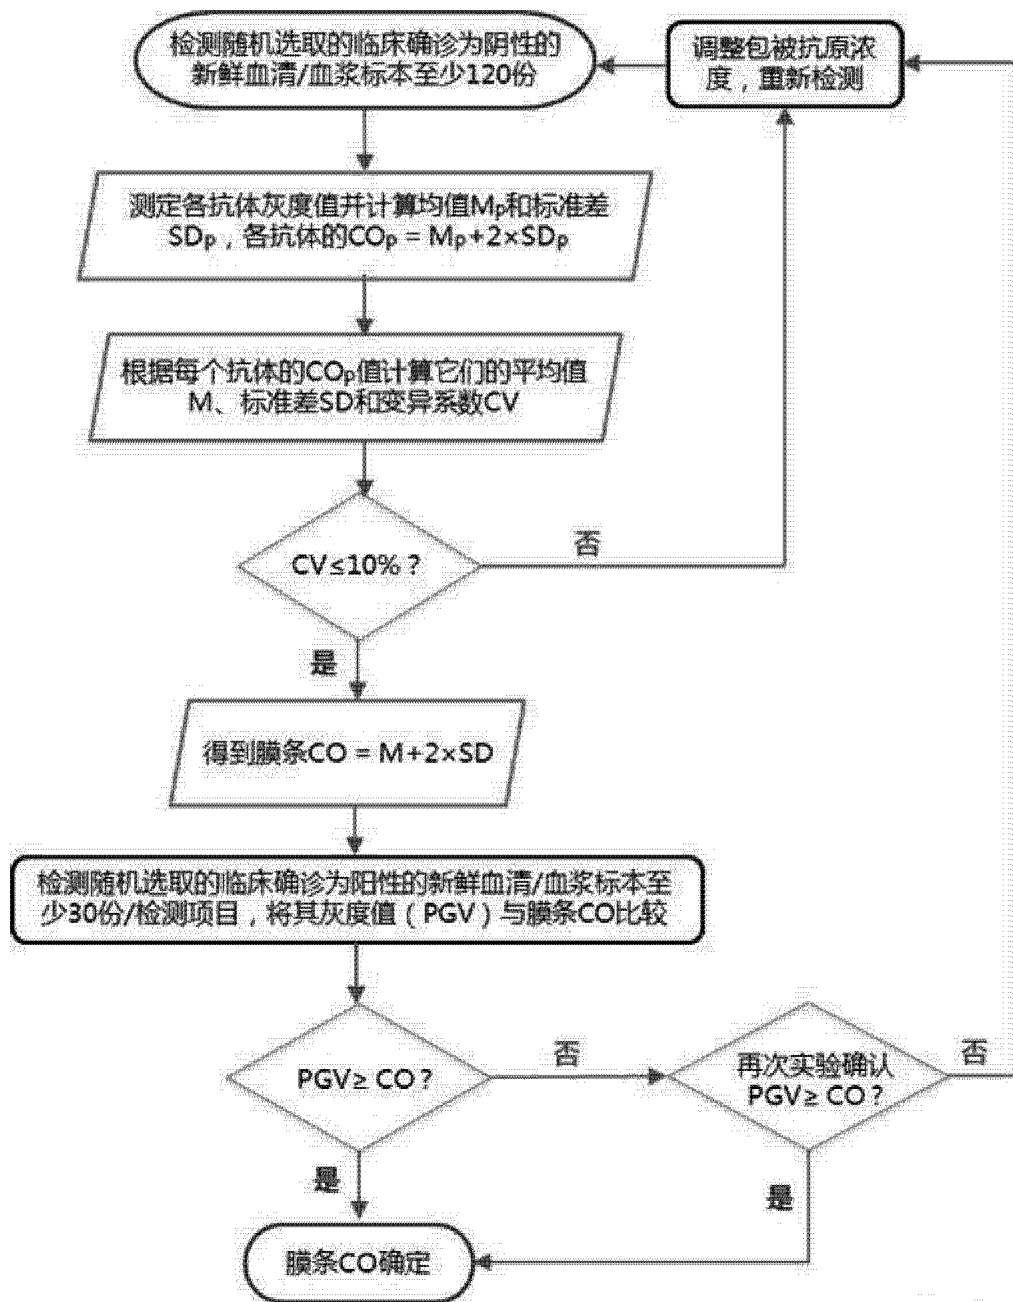 检测随机选取的临床确诊为阴性的
新鲜血清/血浆标本至少120份
调整包被抗原浓
度，重新检测
测定各抗体灰度值并计算均值Mp和标准差
SDp，各抗体的COp = Mp+2×SDp
根据每个抗体的COp值计算它们的平均值
M、标准差SD和变异系数CV
CV≤10%？
否
是
得到膜条CO = M+2×SD
检测随机选取的临床确诊为阳性的新鲜血清/血浆标本至
少30份/检测项目，将其灰度值（PGV）与膜条CO比较
PGV≥ CO？
否
再次实验确认
PGV≥ CO？
否
是
是
膜条CO确定